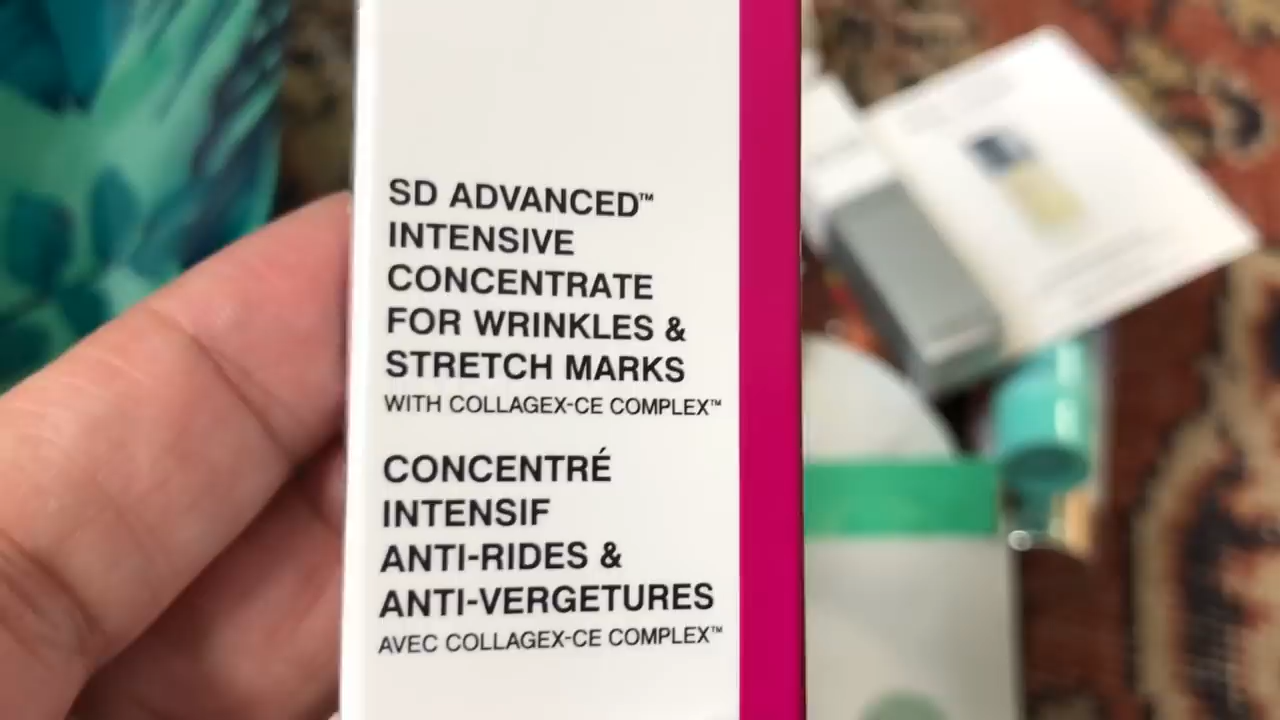 SD ADVANCED™
INTENSIVE
CONCENTRATE
FOR WRINKLES &
STRETCH MARKS
WITH COLLAGEX-CE COMPLEX™
CONCENTRÉ
INTENSIF
ANTI-RIDES &
ANTI-VERGETURES
AVEC COLLAGEX-CE COMPLEX™